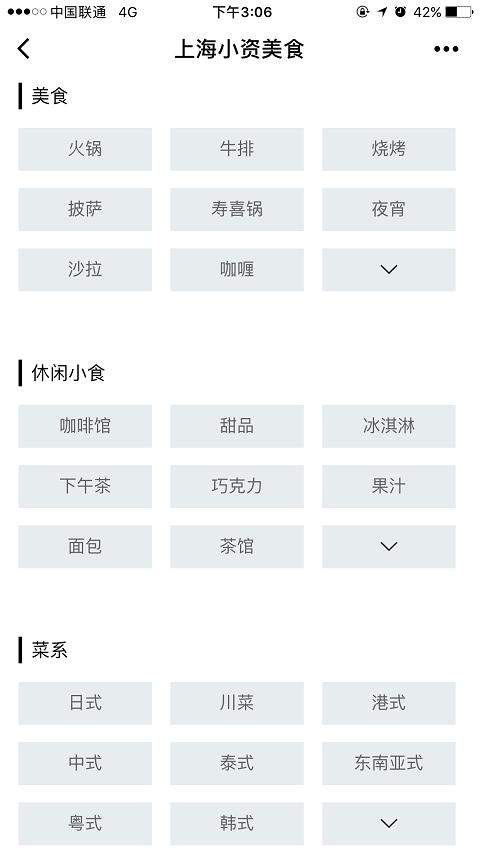 中国联通 4G 下午3:06 42%
上海小资美食
美食
火锅 牛排 烧烤
披萨 寿喜锅 夜宵
沙拉 咖喱
休闲小食
咖啡馆 甜品 冰淇淋
下午茶 巧克力 果汁
面包 茶馆
菜系
日式 川菜 港式
中式 泰式 东南亚式
粤式 韩式